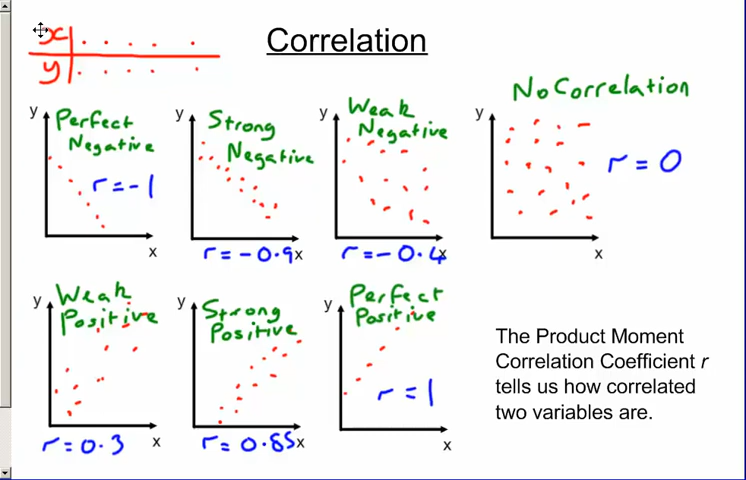 Correlation
x
y
y
Perfect
Negative
r = -1
x
y
Strong
Negative
r = -0.9
x
y
Weak
Negative
r = -0.4
x
y
No Correlation
r = 0
x
y
Weak
Positive
r = 0.3
x
y
Strong
Positive
r = 0.85
x
y
Perfect
Positive
r = 1
x
The Product Moment
Correlation Coefficient r
tells us how correlated
two variables are.